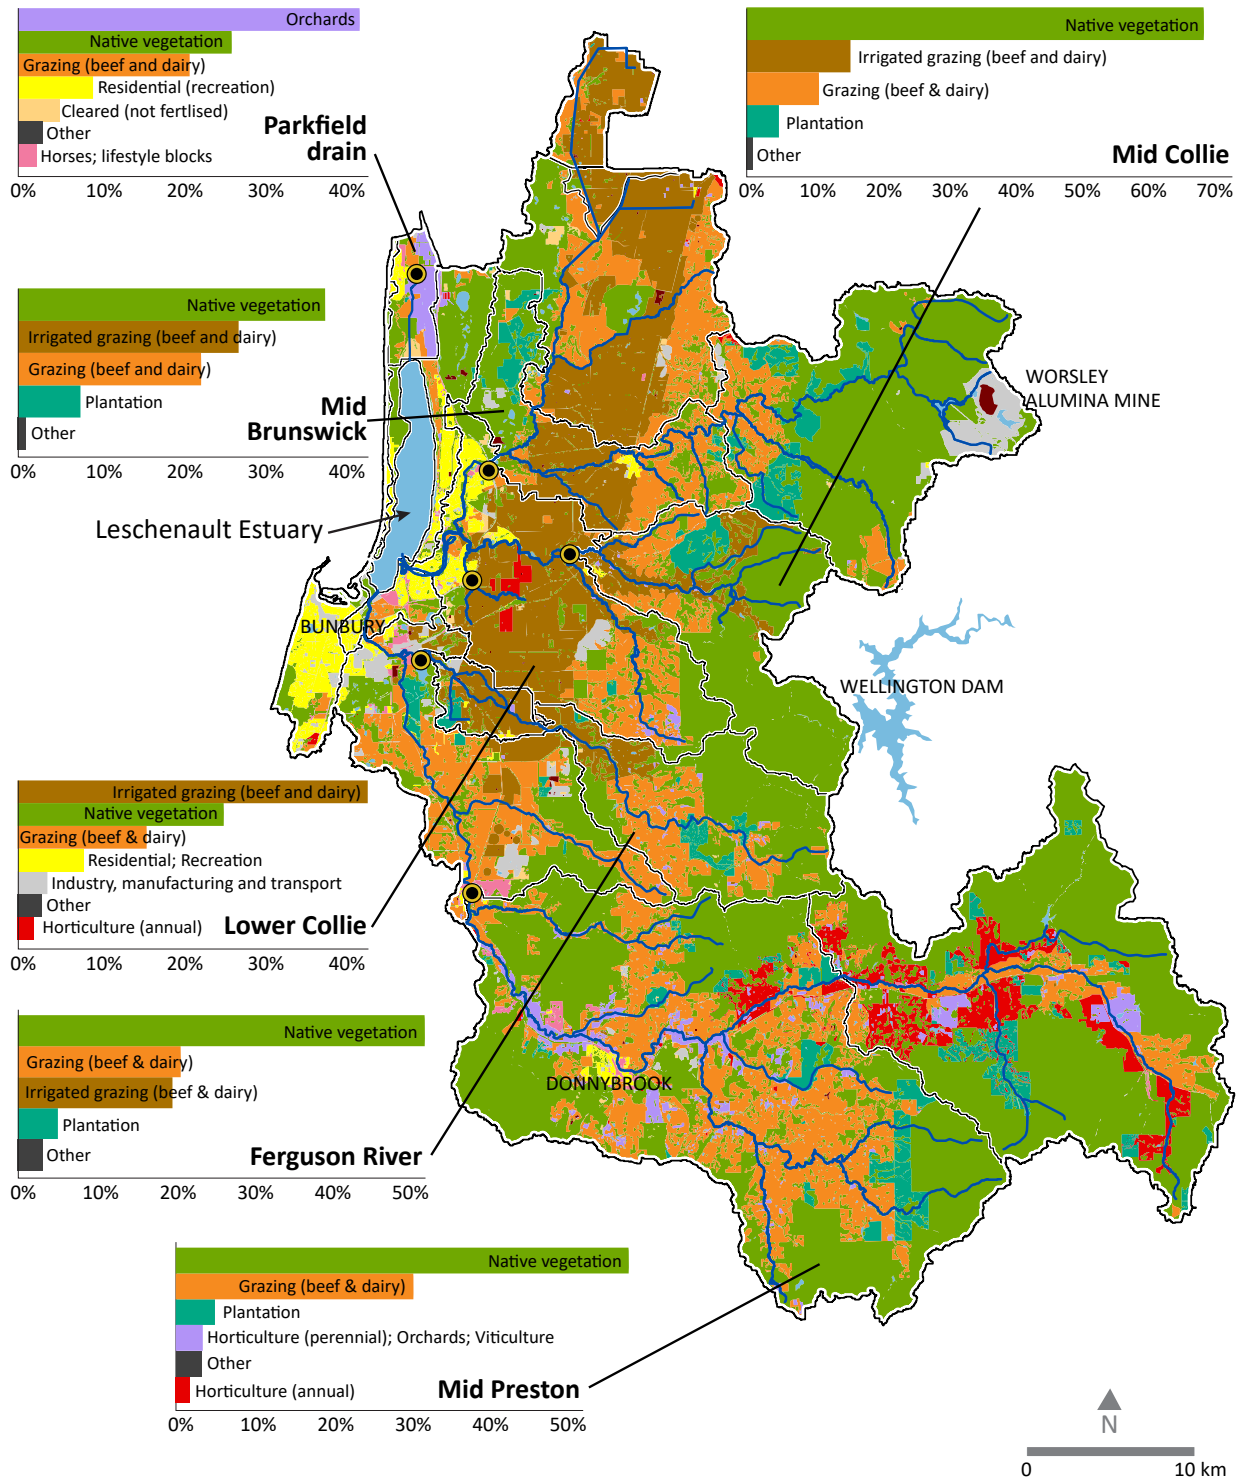 Orchards
Native vegetation
Grazing (beef and dairy)
Residential (recreation)
Cleared (not fertlised)
Other
Horses; lifestyle blocks
0% 10% 20% 30% 40%
Parkfield
drain
Native vegetation
Irrigated grazing (beef and dairy)
Grazing (beef & dairy)
Plantation
Other
Mid Collie
0% 10% 20% 30% 40% 50% 60% 70%
Native vegetation
Irrigated grazing (beef and dairy)
Grazing (beef and dairy)
Plantation
Other
0% 10% 20% 30% 40%
Mid
Brunswick
WORSLEY
ALUMINA MINE
Leschenault Estuary
BUNBURY
WELLINGTON DAM
Irrigated grazing (beef and dairy)
Native vegetation
Grazing (beef & dairy)
Residential; Recreation
Industry, manufacturing and transport
Other
Horticulture (annual)
Lower Collie
0% 10% 20% 30% 40%
Native vegetation
Grazing (beef & dairy)
Irrigated grazing (beef & dairy)
Plantation
Other
Ferguson River
0% 10% 20% 30% 40% 50%
DONNYBROOK
Native vegetation
Grazing (beef & dairy)
Plantation
Horticulture (perennial); Orchards; Viticulture
Other
Horticulture (annual)
Mid Preston
0% 10% 20% 30% 40% 50%
N
0 10 km